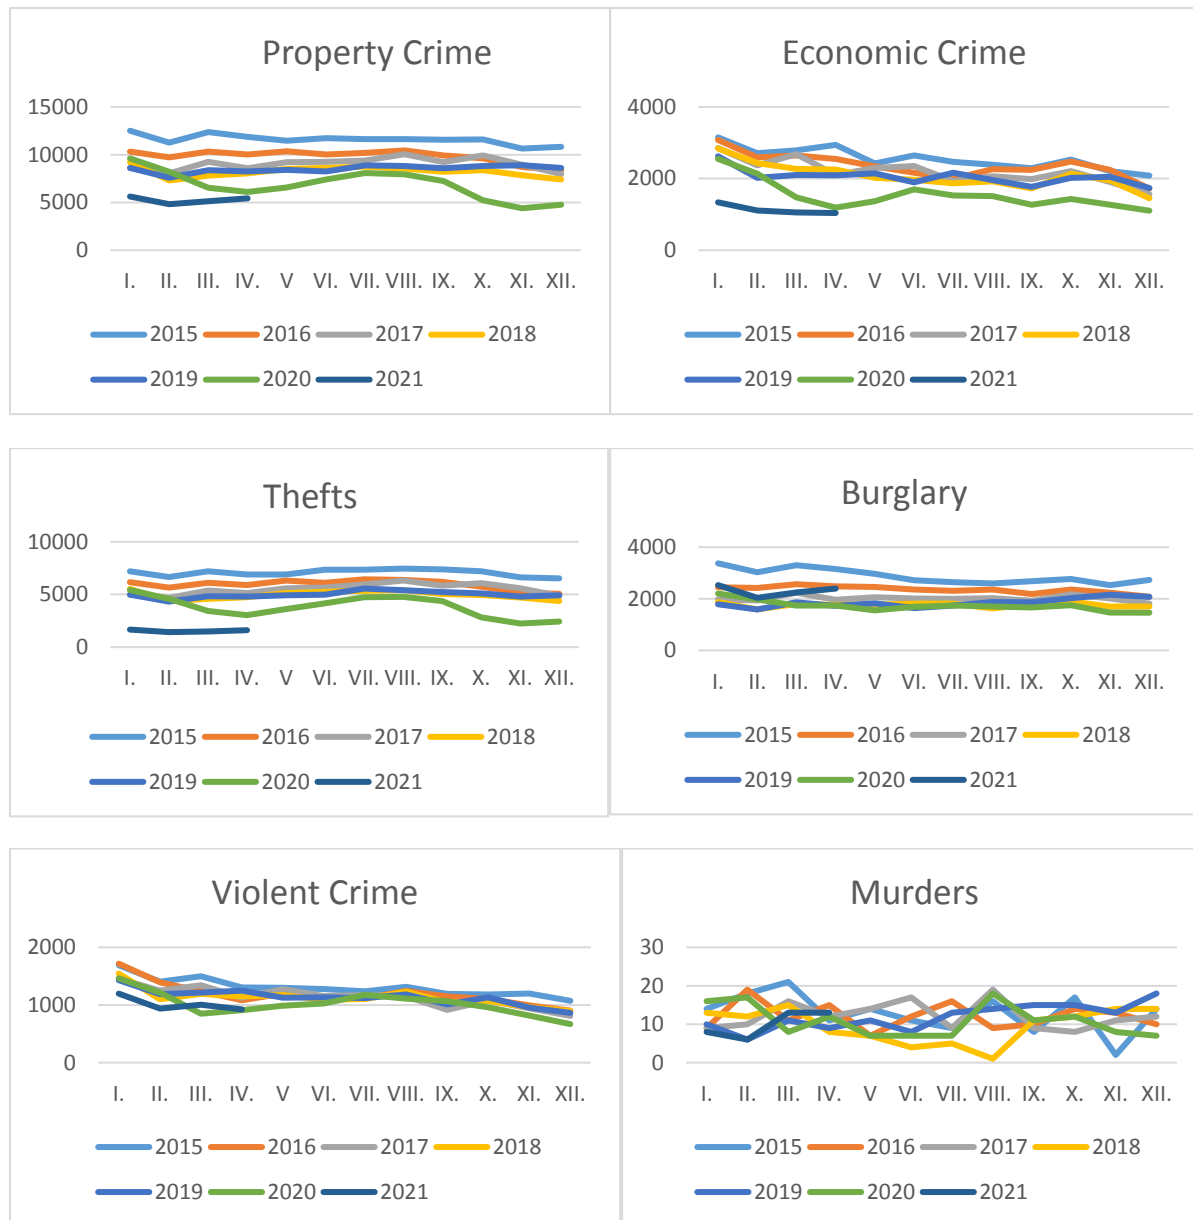 Property Crime
15000
10000
5000
0
I. II. III. IV. V VI. VII. VIII. IX. X. XI. XII.
2015 2016 2017 2018
2019 2020 2021
Economic Crime
4000
2000
0
I. II. III. IV. V VI. VII. VIII. IX. X. XI. XII.
2015 2016 2017 2018
2019 2020 2021
Thefts
10000
5000
0
I. II. III. IV. V VI. VII. VIII. IX. X. XI. XII.
2015 2016 2017 2018
2019 2020 2021
Burglary
4000
2000
0
I. II. III. IV. V VI. VII. VIII. IX. X. XI. XII.
2015 2016 2017 2018
2019 2020 2021
Violent Crime
2000
1000
0
I. II. III. IV. V VI. VII. VIII. IX. X. XI. XII.
2015 2016 2017 2018
2019 2020 2021
Murders
30
20
10
0
I. II. III. IV. V VI. VII. VIII. IX. X. XI. XII.
2015 2016 2017 2018
2019 2020 2021